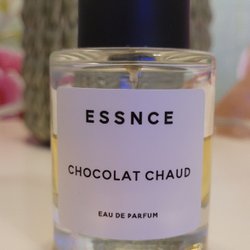 ESSNCE
CHOCOLAT CHAUD
EAU DE PARFUM